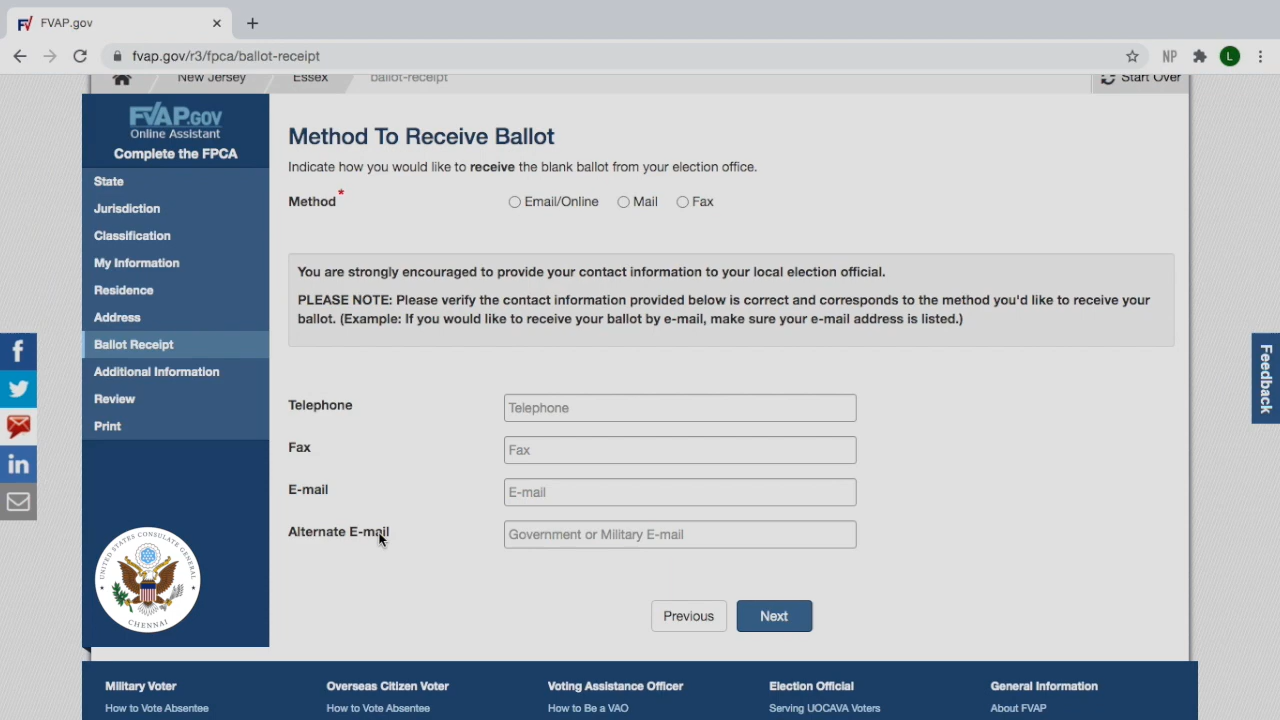 FVAP.gov
fvap.gov/r3/fpca/ballot-receipt
NP
L
New Jersey
Essex
ballot-receipt
Start Over
FVAP.GOV
Online Assistant
Complete the FPCA
State
Jurisdiction
Classification
My Information
Residence
Address
Ballot Receipt
Additional Information
Review
Print
UNITED STATES CONSULATE GENERAL
CHENNAI
Method To Receive Ballot
Indicate how you would like to receive the blank ballot from your election office.
Method * Email/Online Mail Fax
You are strongly encouraged to provide your contact information to your local election official.
PLEASE NOTE: Please verify the contact information provided below is correct and corresponds to the method you'd like to receive your
ballot. (Example: If you would like to receive your ballot by e-mail, make sure your e-mail address is listed.)
Telephone Telephone
Fax Fax
E-mail E-mail
Alternate E-mail Government or Military E-mail
Previous Next
Feedback
Military Voter Overseas Citizen Voter Voting Assistance Officer Election Official General Information
How to Vote Absentee How to Vote Absentee How to Be a VAO Serving UOCAVA Voters About FVAP